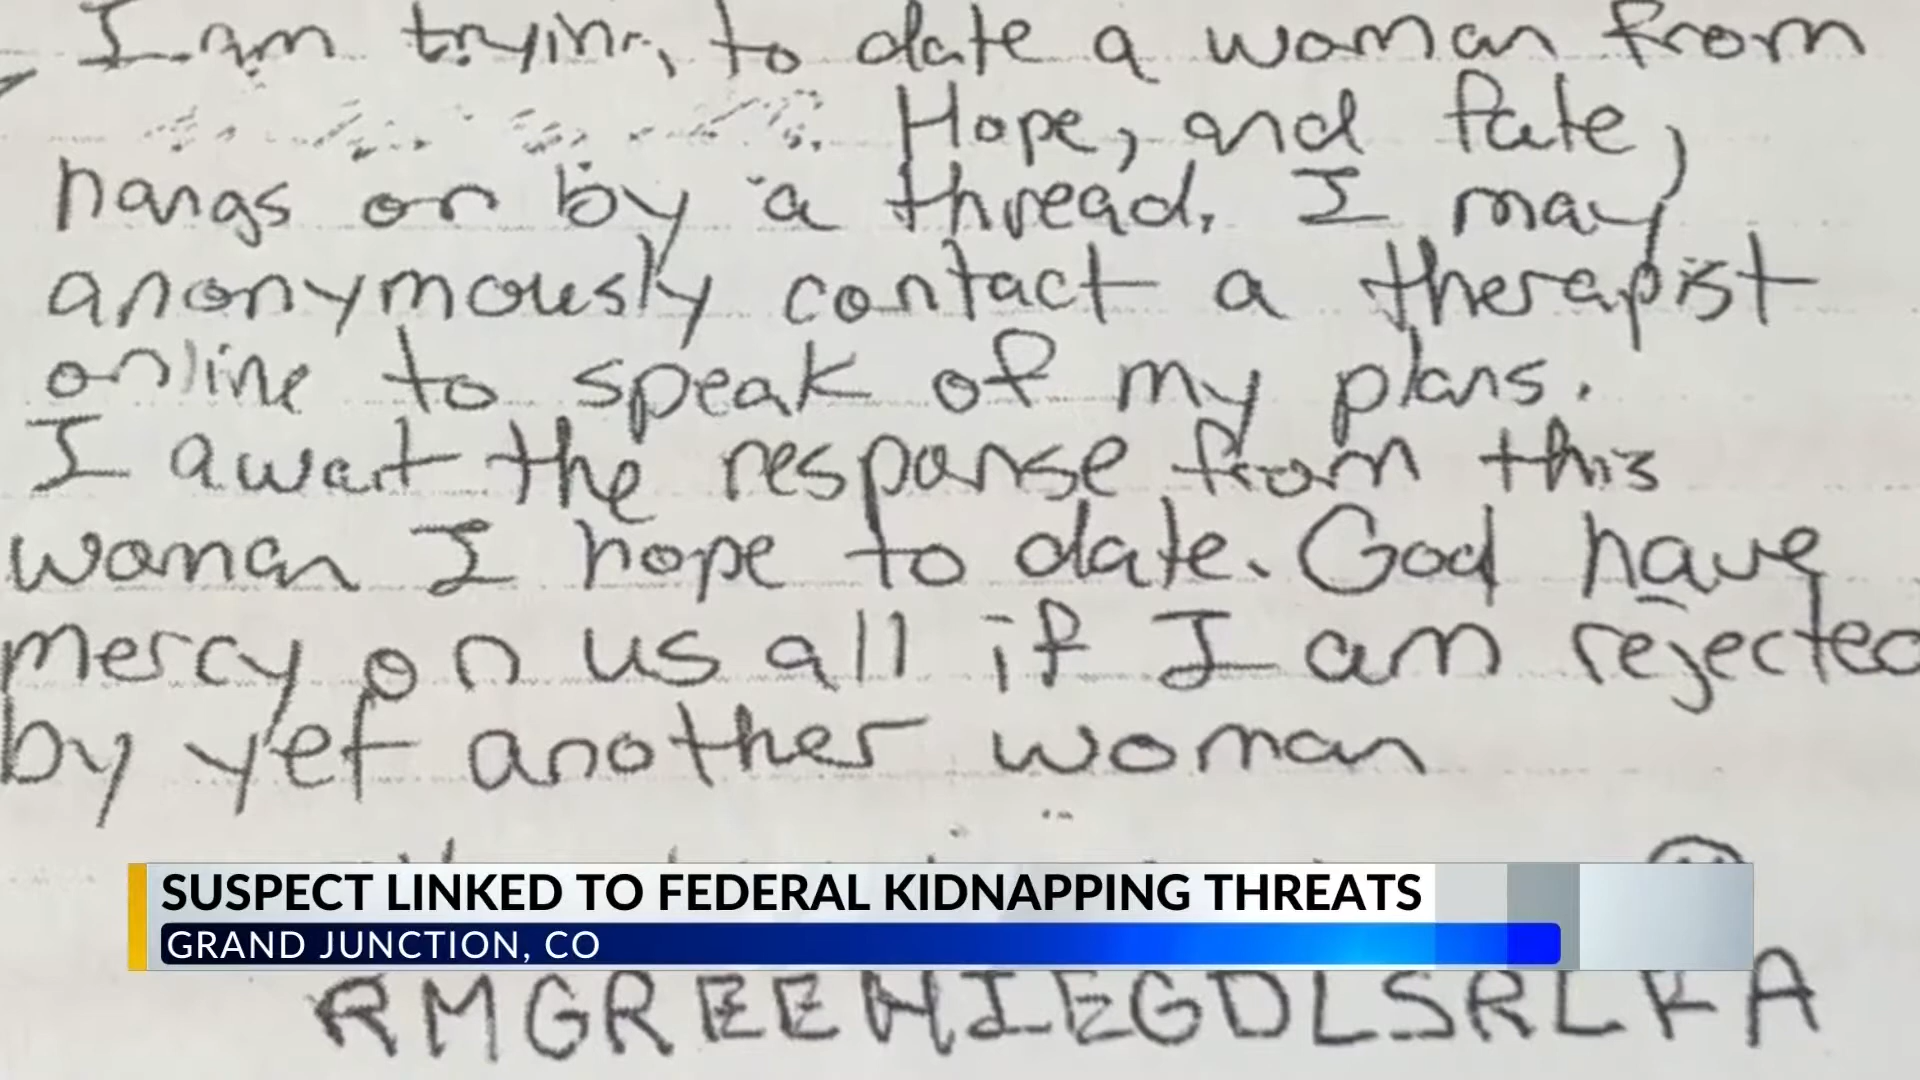 I am trying to date a woman from
Hope, and fate,
hangs on by a thread. I may
anonymously contact a therapist
online to speak of my plans.
I await the response from this
woman I hope to date. God have
mercy on us all if I am rejected
by yet another woman
SUSPECT LINKED TO FEDERAL KIDNAPPING THREATS
GRAND JUNCTION, CO